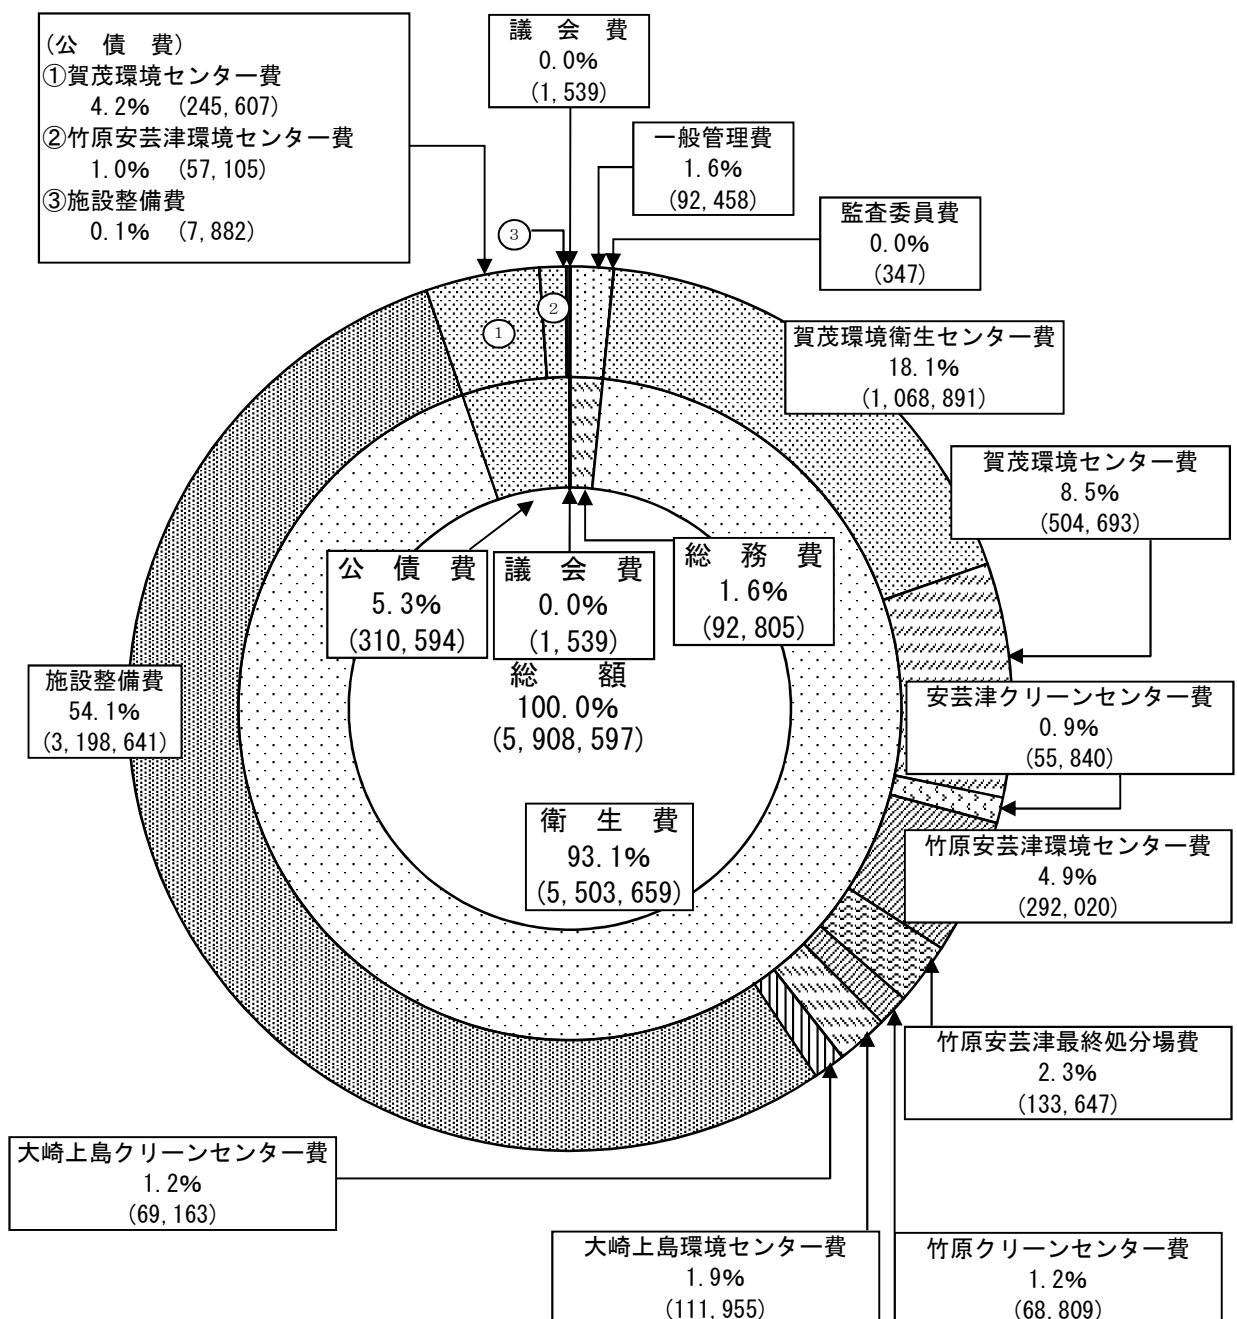 (公　債　費)
①賀茂環境センター費
4.2%　(245,607)
②竹原安芸津環境センター費
1.0%　(57,105)
③施設整備費
0.1%　(7,882)
議　会　費
0.0%
(1,539)
一般管理費
1.6%
(92,458)
監査委員費
0.0%
(347)
③
②
①
賀茂環境衛生センター費
18.1%
(1,068,891)
賀茂環境センター費
8.5%
(504,693)
公　債　費
5.3%
(310,594)
議　会　費
0.0%
(1,539)
総　務　費
1.6%
(92,805)
総　　額
100.0%
(5,908,597)
施設整備費
54.1%
(3,198,641)
安芸津クリーンセンター費
0.9%
(55,840)
衛　生　費
93.1%
(5,503,659)
竹原安芸津環境センター費
4.9%
(292,020)
竹原安芸津最終処分場費
2.3%
(133,647)
大崎上島クリーンセンター費
1.2%
(69,163)
大崎上島環境センター費
1.9%
(111,955)
竹原クリーンセンター費
1.2%
(68,809)